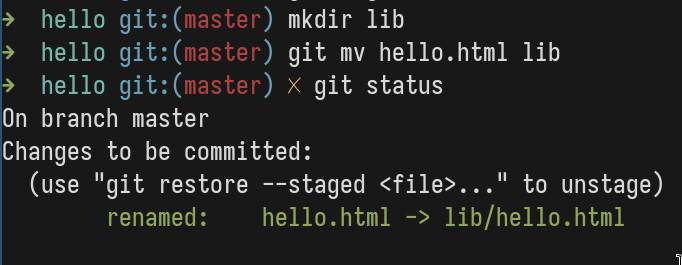 ➜  hello git:(master) mkdir lib
➜  hello git:(master) git mv hello.html lib
➜  hello git:(master) ✗ git status
On branch master
Changes to be committed:
  (use "git restore --staged <file>..." to unstage)
        renamed:    hello.html -> lib/hello.html